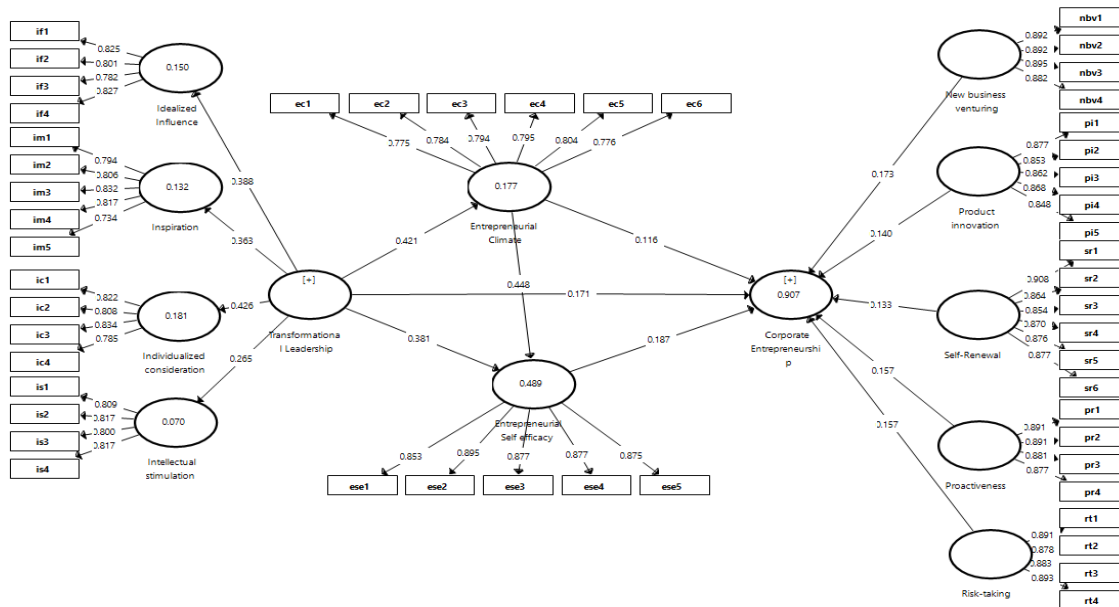 if1
0.825
if2
0.801
0.150
if3
0.782
0.827
if4
Idealized
Influence
im1
0.794
im2
0.806
0.132
im3
0.832
0.817
im4
0.734
im5
Inspiration
ic1
0.822
ic2
0.808
0.181
ic3
0.834
0.785
ic4
Individualized
consideration
is1
0.809
is2
0.817
0.070
is3
0.800
0.817
is4
Intellectual
stimulation
0.388
0.363
0.426
0.265
[+]
Transformationa
l Leadership
ec1
ec2
ec3
ec4
ec5
ec6
0.775
0.784
0.794
0.795
0.804
0.776
0.177
Entrepreneurial
Climate
0.421
0.116
0.448
0.171
0.381
0.187
0.489
Entrepreneurial
Self efficacy
0.853
0.895
0.877
0.877
0.875
ese1
ese2
ese3
ese4
ese5
[+]
0.907
Corporate
Entrepreneurshi
p
0.173
0.140
0.133
0.157
0.157
New business
venturing
0.892
0.892
0.895
0.882
nbv1
nbv2
nbv3
nbv4
Product
innovation
0.877
0.853
0.862
0.868
0.848
pi1
pi2
pi3
pi4
pi5
Self-Renewal
0.908
0.864
0.854
0.870
0.876
0.877
sr1
sr2
sr3
sr4
sr5
sr6
Proactiveness
0.891
0.891
0.881
0.877
pr1
pr2
pr3
pr4
Risk-taking
0.891
0.878
0.883
0.893
rt1
rt2
rt3
rt4